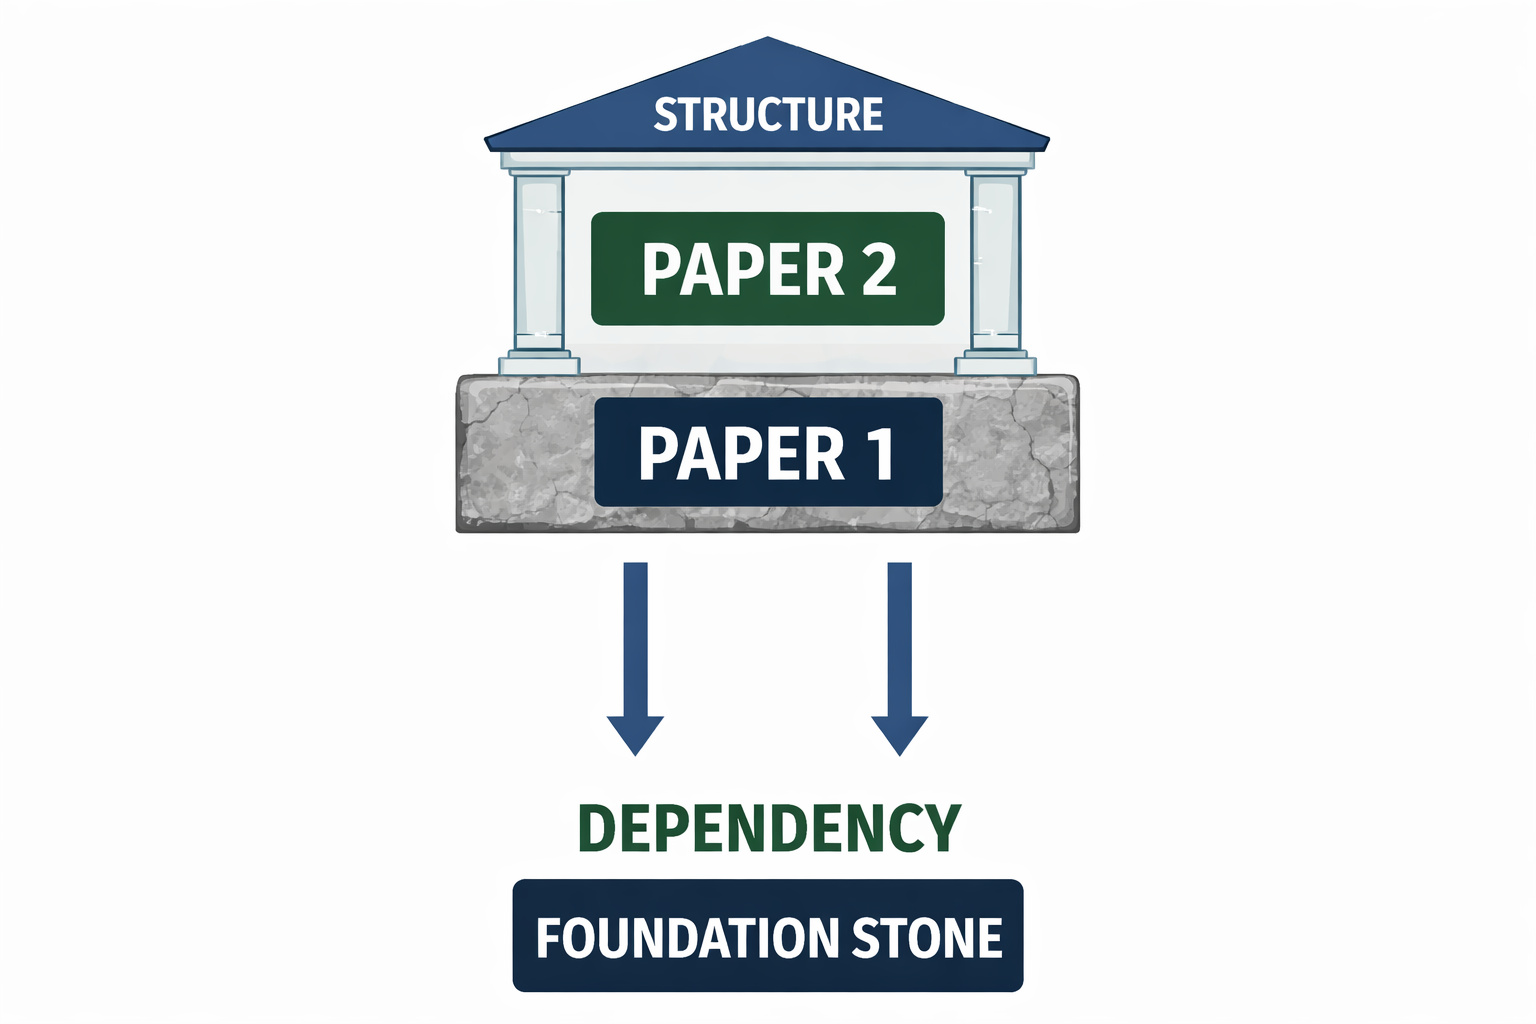 STRUCTURE
PAPER 2
PAPER 1
DEPENDENCY
FOUNDATION STONE